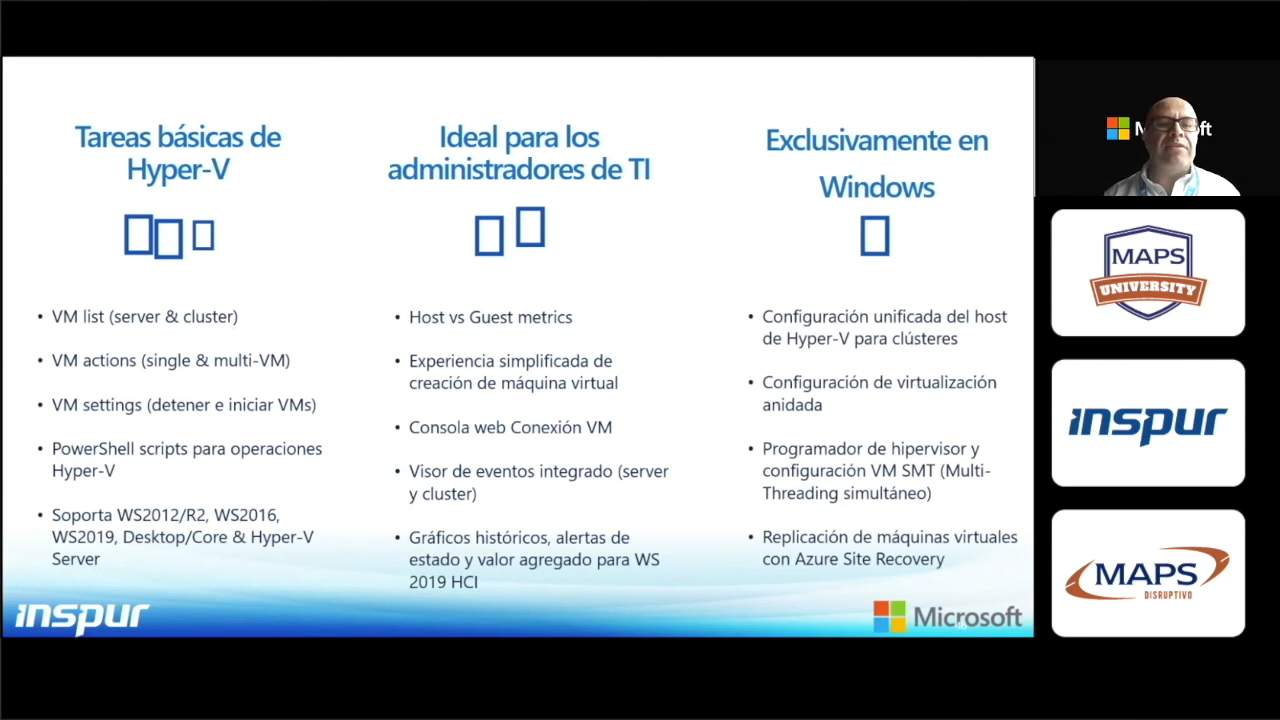 Tareas básicas de
Hyper-V
VM list (server & cluster)
VM actions (single & multi-VM)
VM settings (detener e iniciar VMs)
PowerShell scripts para operaciones
Hyper-V
Soporta WS2012/R2, WS2016,
WS2019, Desktop/Core & Hyper-V
Server
Ideal para los
administradores de TI
Host vs Guest metrics
Experiencia simplificada de
creación de máquina virtual
Consola web Conexión VM
Visor de eventos integrado (server
y cluster)
Gráficos históricos, alertas de
estado y valor agregado para WS
2019 HCI
Exclusivamente en
Windows
Configuración unificada del host
de Hyper-V para clústeres
Configuración de virtualización
anidada
Programador de hipervisor y
configuración VM SMT (Multi-
Threading simultáneo)
Replicación de máquinas virtuales
con Azure Site Recovery
inspur
Microsoft
MAPS
UNIVERSITY
inspur
MAPS
DISRUPTIVO